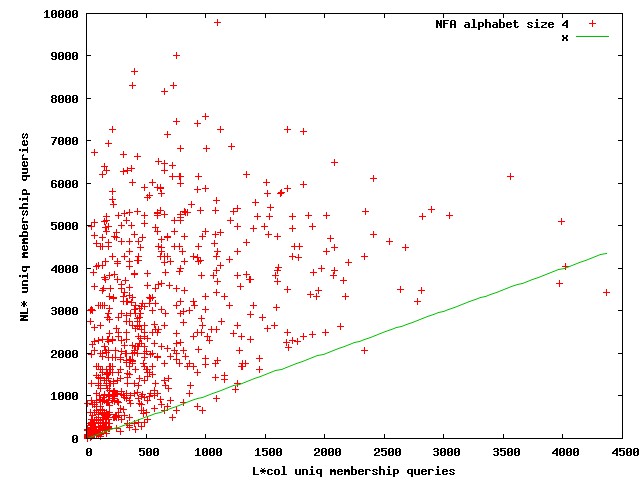 NFA alphabet size 4
x
10000
9000
8000
7000
6000
5000
4000
3000
2000
1000
0
NL* uniq membership queries
0 500 1000 1500 2000 2500 3000 3500 4000 4500
L*col uniq membership queries